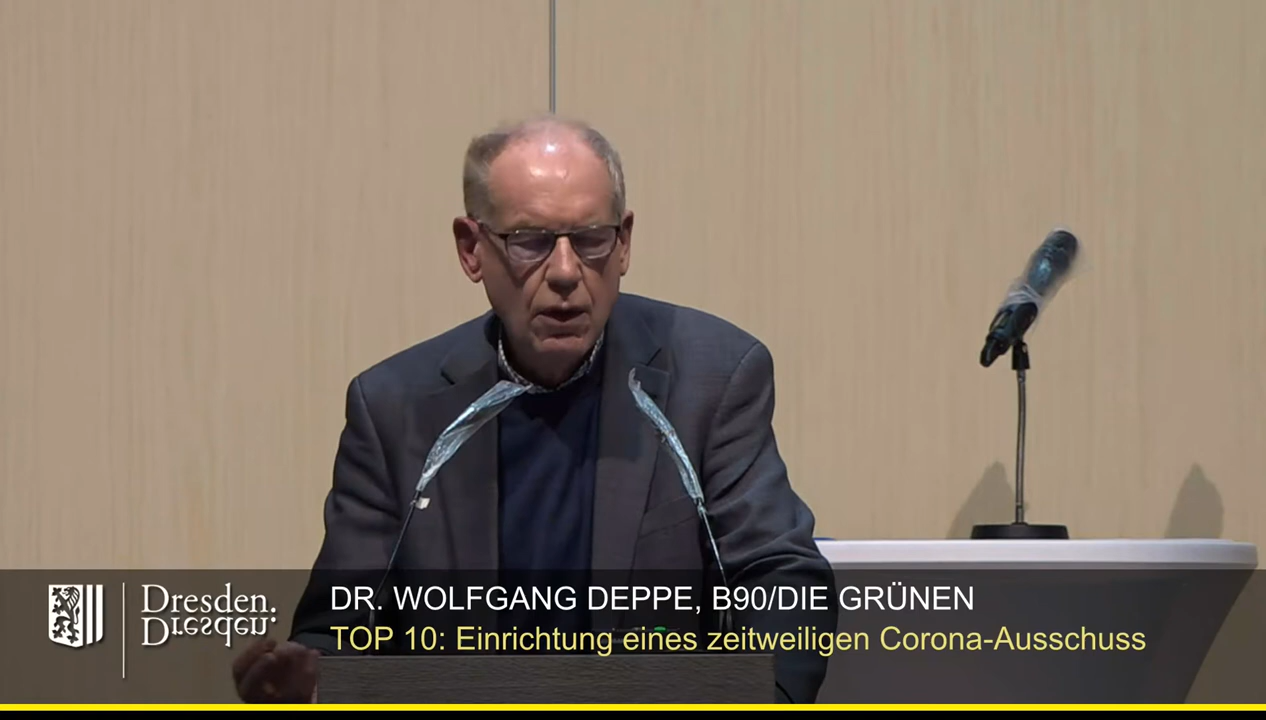 Dresden.
Dresden.
DR. WOLFGANG DEPPE, B90/DIE GRÜNEN
TOP 10: Einrichtung eines zeitweiligen Corona-Ausschuss